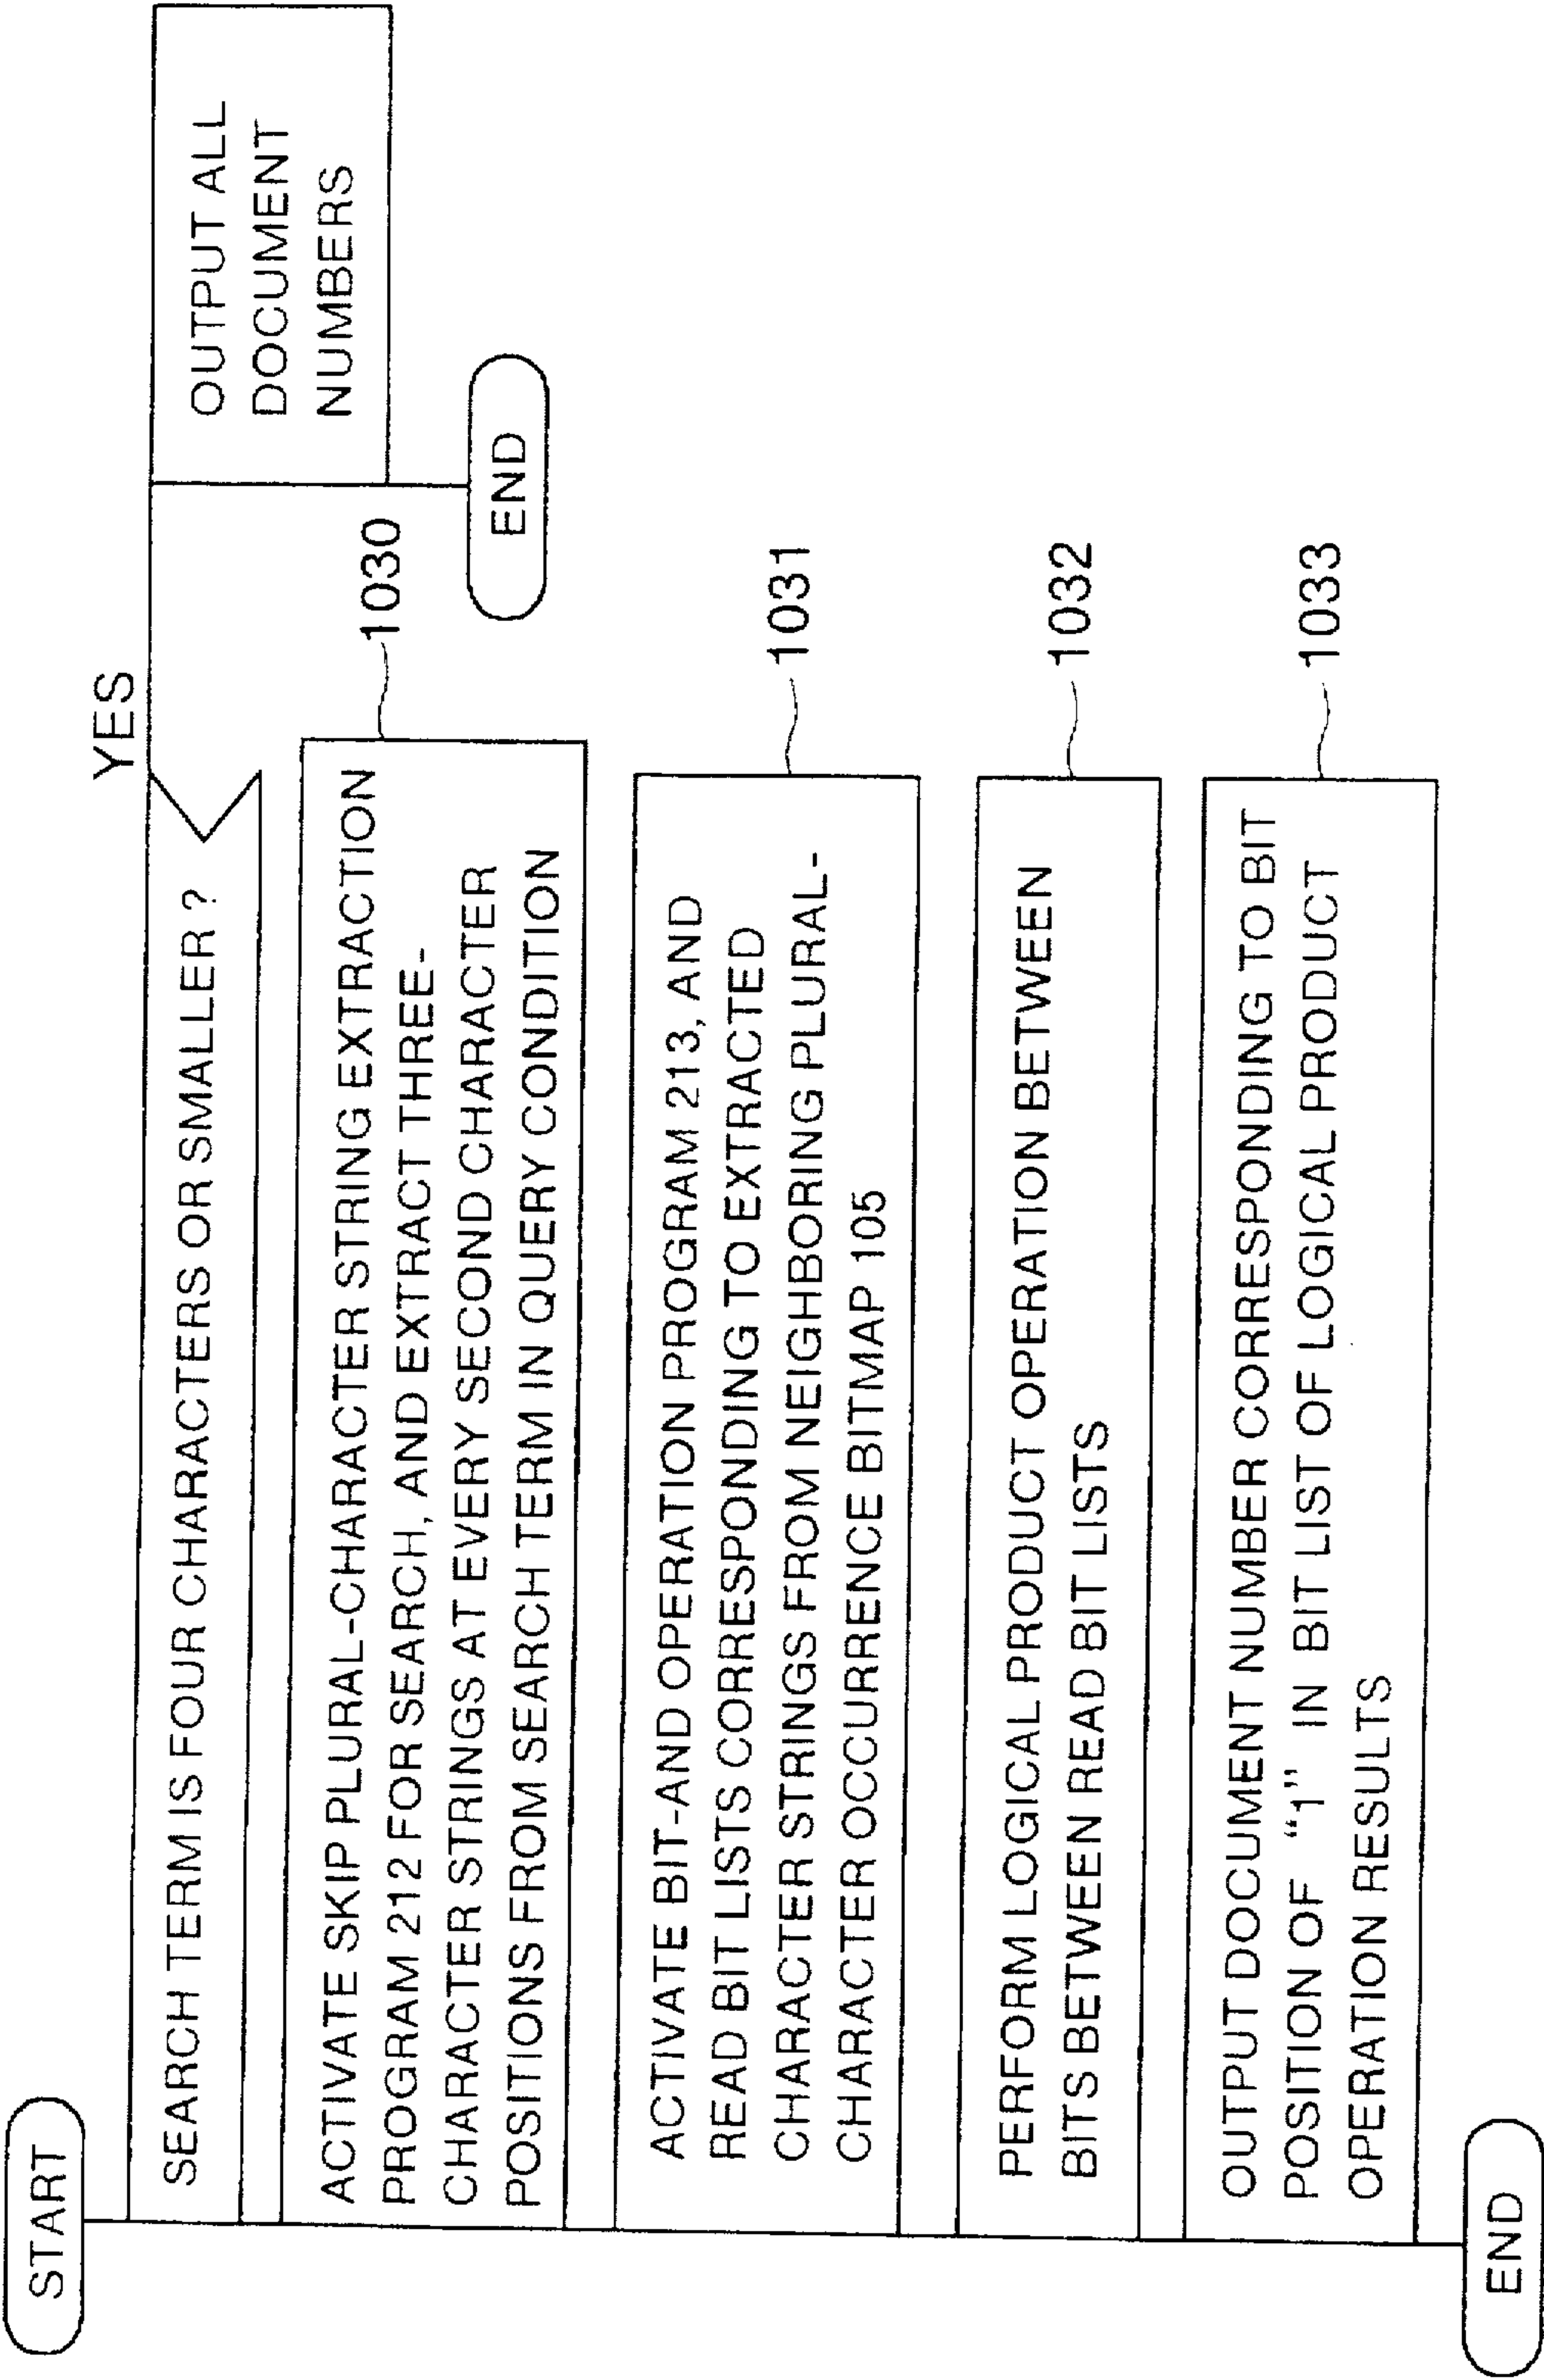 START
SEARCH TERM IS FOUR CHARACTERS OR SMALLER ?
YES
OUTPUT ALL
DOCUMENT
NUMBERS
END
ACTIVATE SKIP PLURAL-CHARACTER STRING EXTRACTION
PROGRAM 212 FOR SEARCH, AND EXTRACT THREE-
CHARACTER STRINGS AT EVERY SECOND CHARACTER
POSITIONS FROM SEARCH TERM IN QUERY CONDITION
1030
ACTIVATE BIT-AND OPERATION PROGRAM 213, AND
READ BIT LISTS CORRESPONDING TO EXTRACTED
CHARACTER STRINGS FROM NEIGHBORING PLURAL-
CHARACTER OCCURRENCE BITMAP 105
1031
PERFORM LOGICAL PRODUCT OPERATION BETWEEN
BITS BETWEEN READ BIT LISTS
1032
OUTPUT DOCUMENT NUMBER CORRESPONDING TO BIT
POSITION OF “1” IN BIT LIST OF LOGICAL PRODUCT
OPERATION RESULTS
1033
END